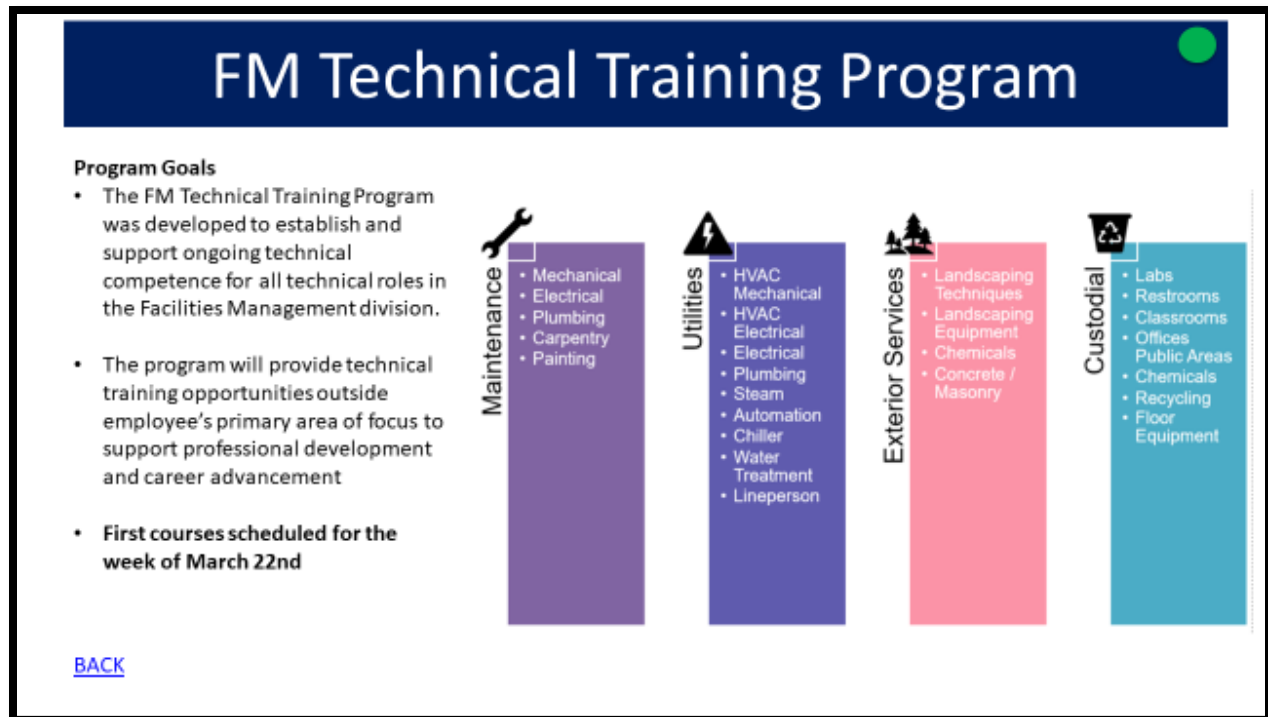 FM Technical Training Program
Program Goals
• The FM Technical Training Program
was developed to establish and
support ongoing technical
competence for all technical roles in
the Facilities Management division.
• The program will provide technical
training opportunities outside
employee's primary area of focus to
support professional development
and career advancement
• First courses scheduled for the
week of March 22nd
BACK
Maintenance
• Mechanical
• Electrical
• Plumbing
• Carpentry
• Painting
Utilities
• HVAC
Mechanical
• HVAC
Electrical
• Electrical
• Plumbing
• Steam
• Automation
• Chiller
• Water
Treatment
• Lineperson
Exterior Services
• Landscaping
Techniques
• Landscaping
Equipment
• Chemicals
• Concrete /
Masonry
Custodial
• Labs
• Restrooms
• Classrooms
• Offices
Public Areas
• Chemicals
• Recycling
• Floor
Equipment